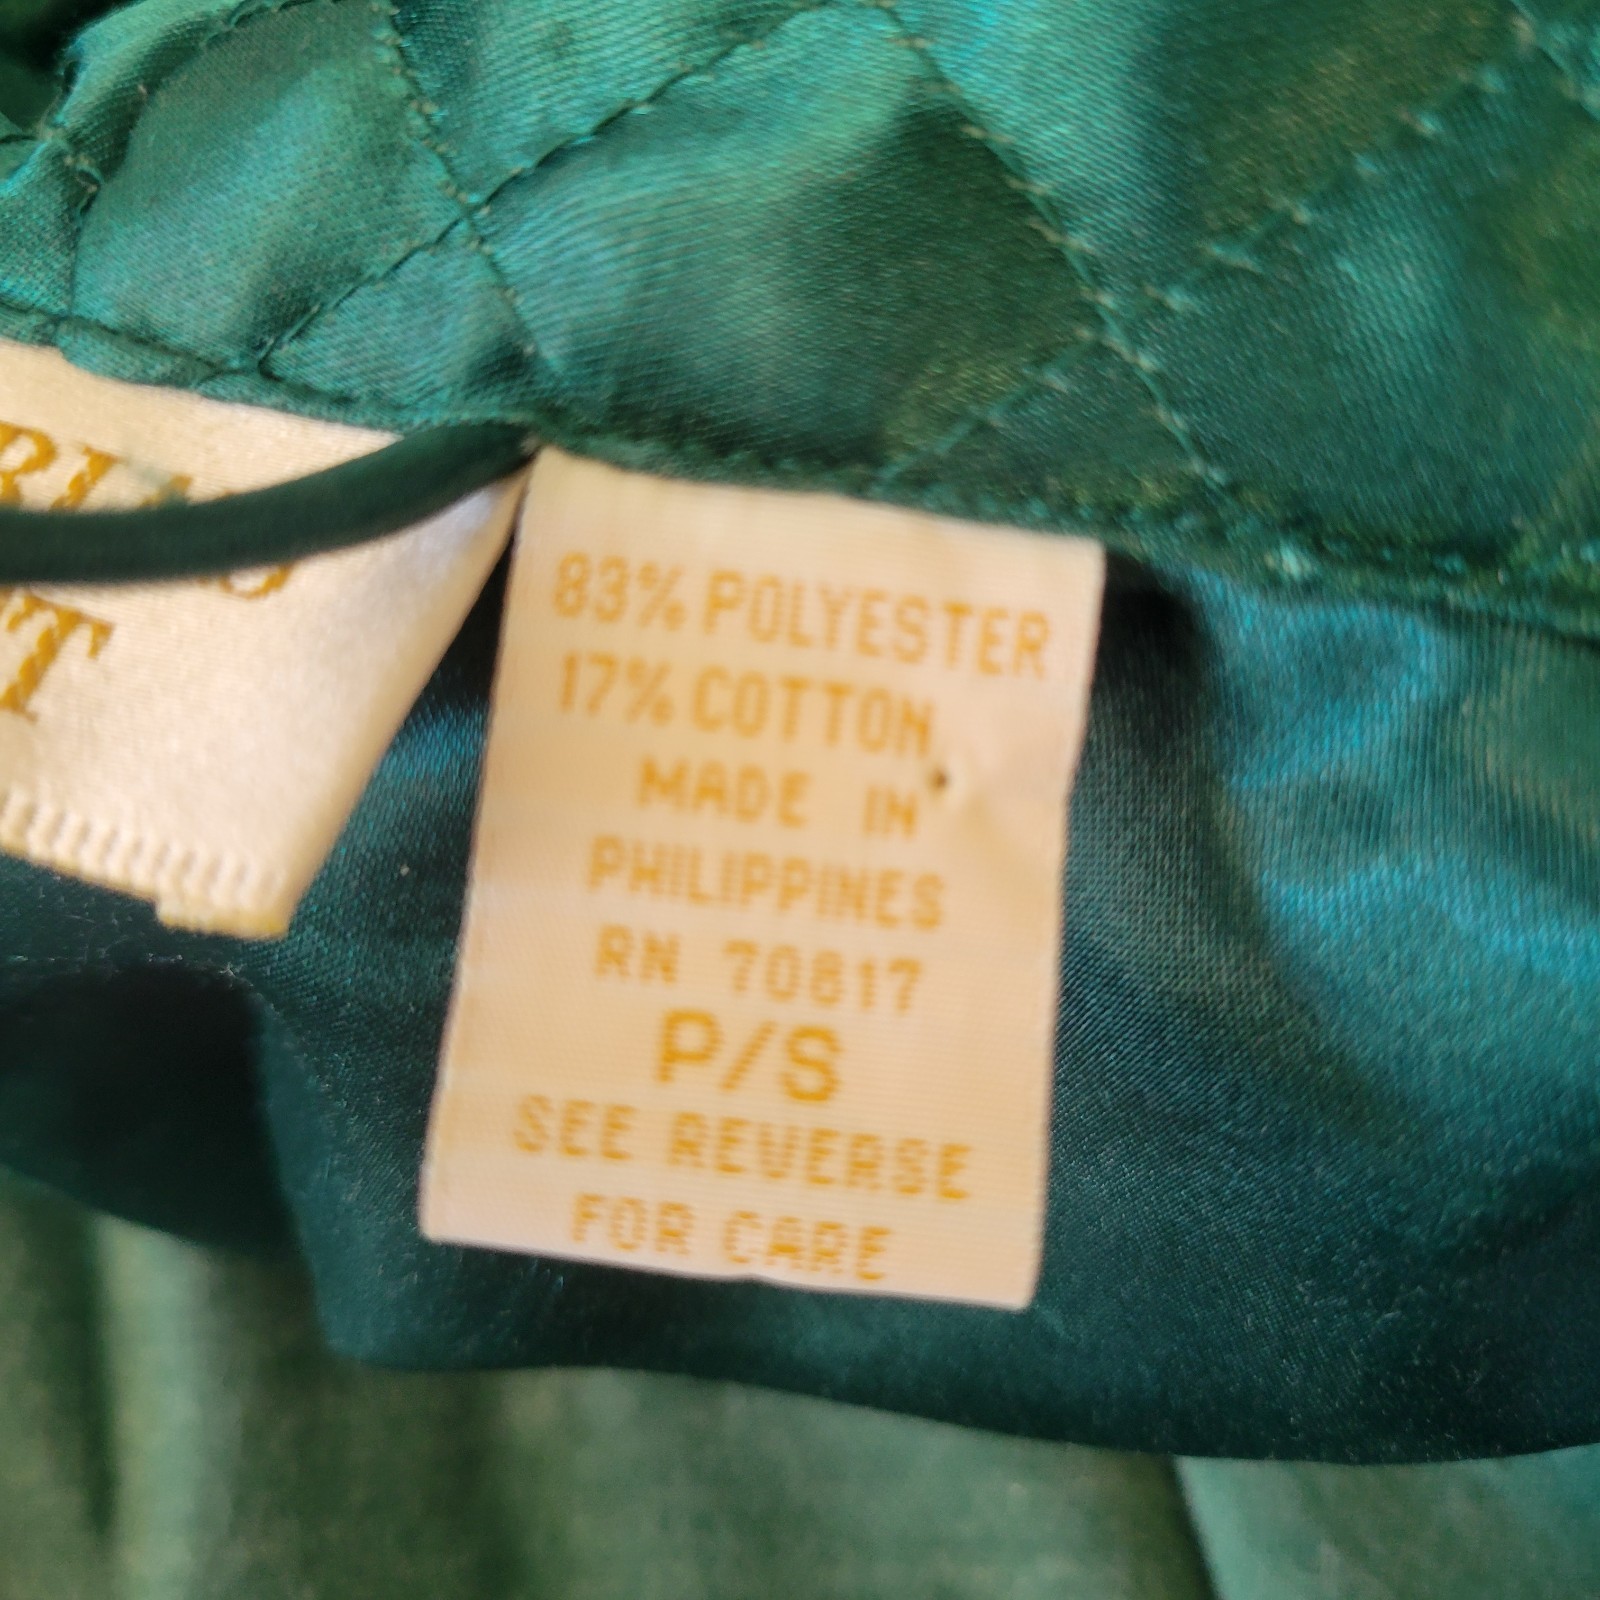 83% POLYESTER
17% COTTON
MADE IN
PHILIPPINES
RN 70817
P/S
SEE REVERSE
FOR CARE